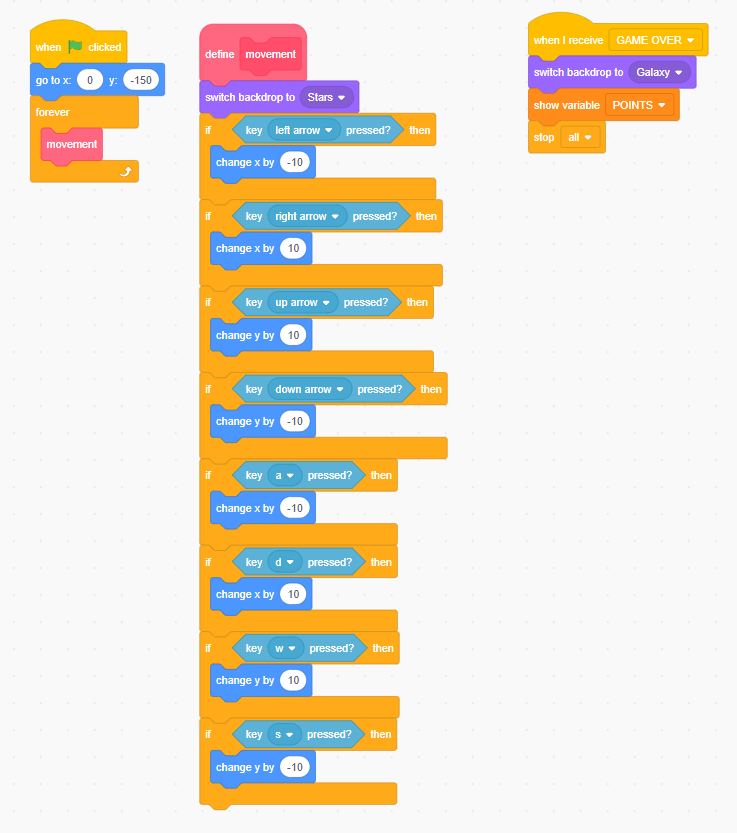 when clicked
go to x: 0 y: -150
forever
movement
define movement
switch backdrop to Stars
if key left arrow pressed? then
change x by -10
if key right arrow pressed? then
change x by 10
if key up arrow pressed? then
change y by 10
if key down arrow pressed? then
change y by -10
if key a pressed? then
change x by -10
if key d pressed? then
change x by 10
if key w pressed? then
change y by 10
if key s pressed? then
change y by -10
when I receive GAME OVER
switch backdrop to Galaxy
show variable POINTS
stop all